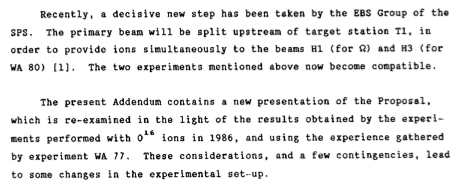 Recently, a decisive new step has been taken by the EBS Group of the
SPS. The primary beam will be split upstream of target station T1, in
order to provide ions simultaneously to the beams H1 (for Ω) and H3 (for
WA 80) [1]. The two experiments mentioned above now become compatible.
The present Addendum contains a new presentation of the Proposal,
which is re-examined in the light of the results obtained by the experi-
ments performed with O¹⁶ ions in 1986, and using the experience gathered
by experiment WA 77. These considerations, and a few contingencies, lead
to some changes in the experimental set-up.